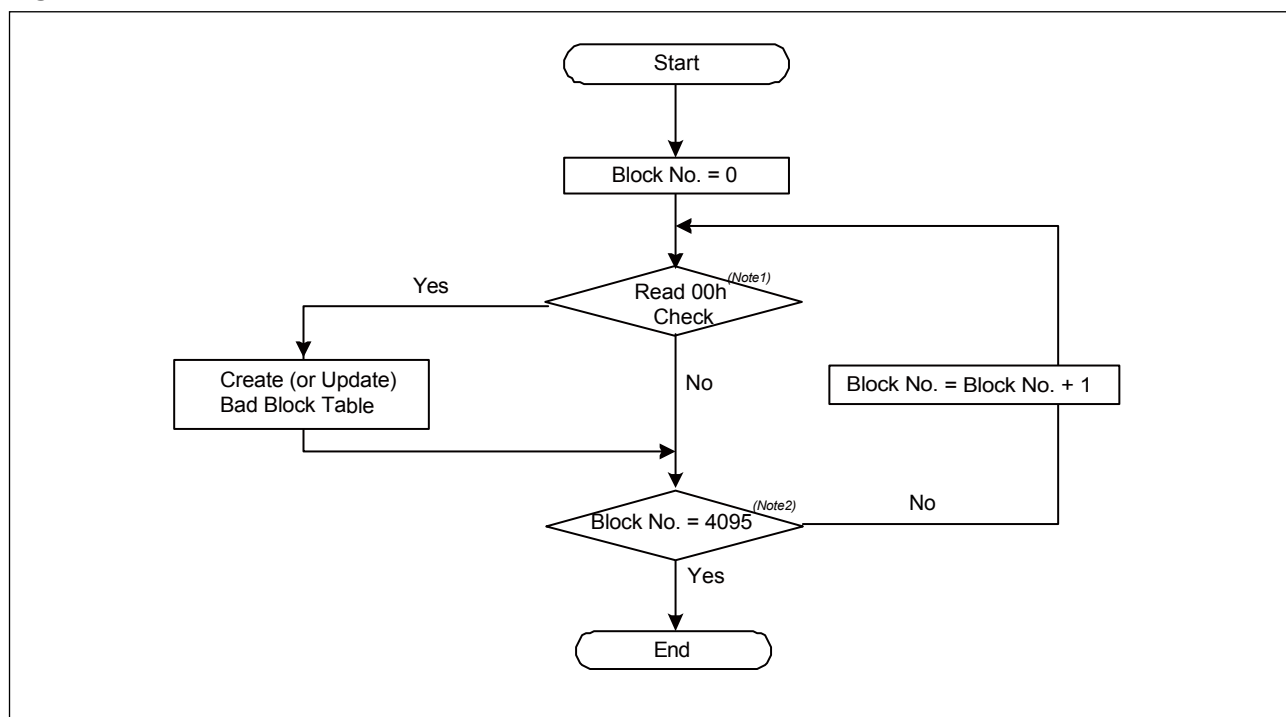 Start
Block No. = 0
(Note1)
Yes
Read 00h
Check
Create (or Update)
Bad Block Table
No
Block No. = Block No. + 1
(Note2)
Block No. = 4095
No
Yes
End